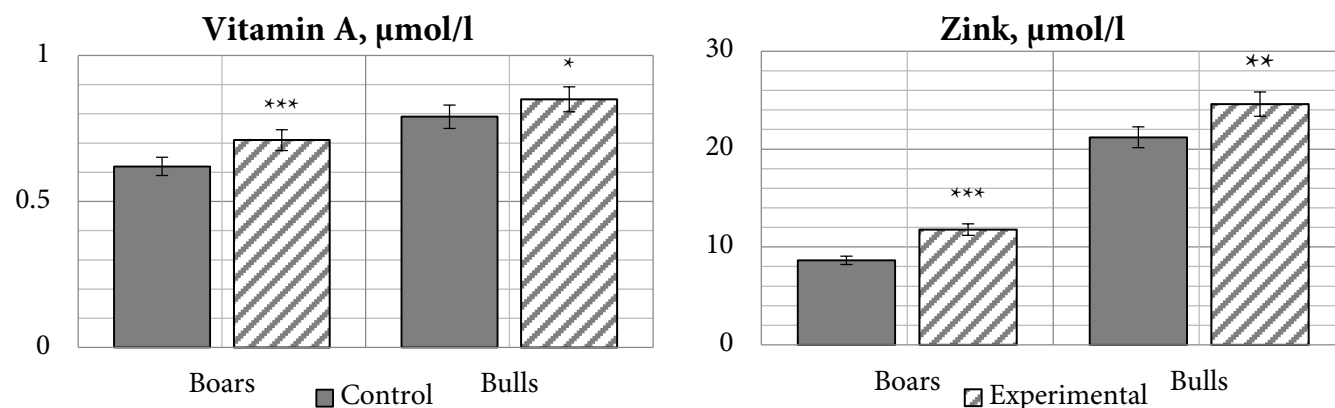 Vitamin A, µmol/l
1
0.5
0
***
*
Boars
Bulls
Zink, µmol/l
30
20
10
0
***
**
Boars
Bulls
Control
Experimental